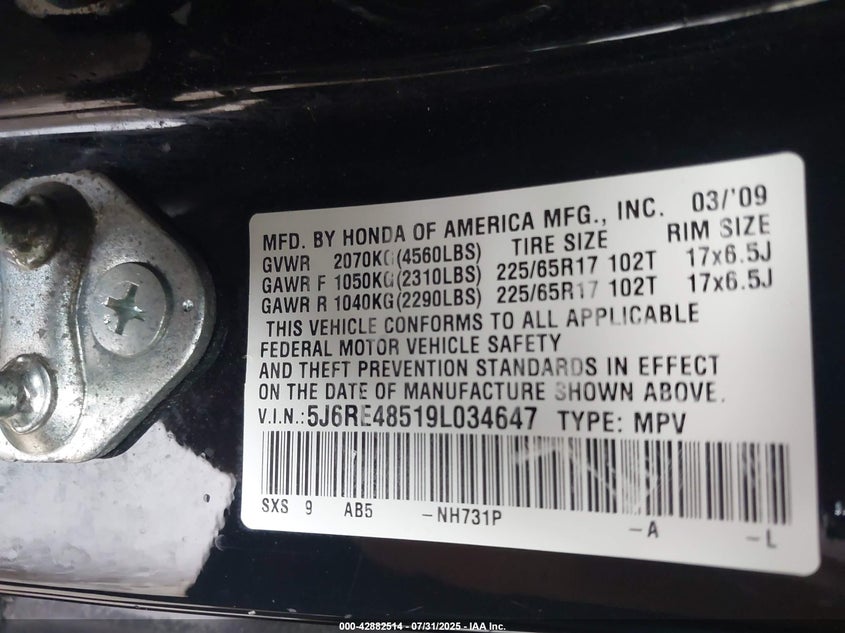 MFD. BY HONDA OF AMERICA MFG., INC. 03/'09
GVWR 2070KG(4560LBS) TIRE SIZE RIM SIZE
GAWR F 1050KG(2310LBS) 225/65R17 102T 17x6.5J
GAWR R 1040KG(2290LBS) 225/65R17 102T 17x6.5J
THIS VEHICLE CONFORMS TO ALL APPLICABLE
FEDERAL MOTOR VEHICLE SAFETY
AND THEFT PREVENTION STANDARDS IN EFFECT
ON THE DATE OF MANUFACTURE SHOWN ABOVE.
V.I.N.:5J6RE48519L034647 TYPE: MPV
SXS 9 AB5 -NH731P -A -L
000-42882514 - 07/31/2025 - IAA Inc.